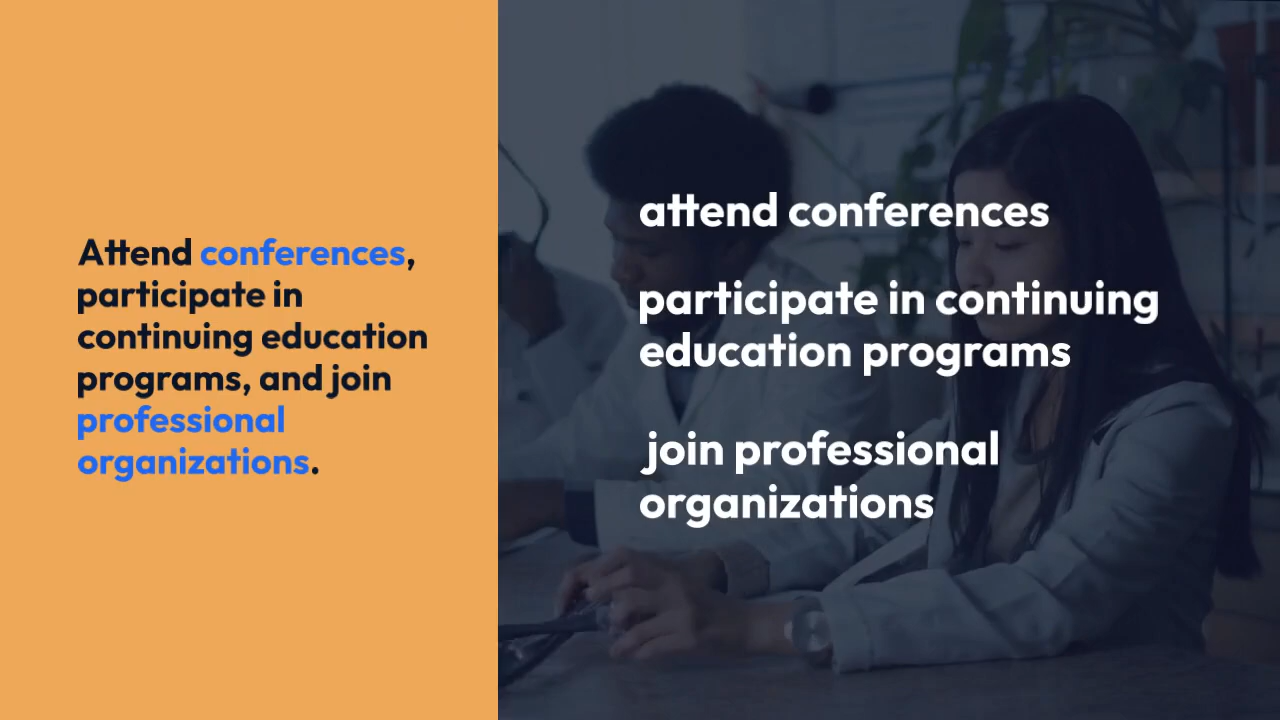 Attend conferences,
participate in
continuing education
programs, and join
professional
organizations.
attend conferences
participate in continuing
education programs
join professional
organizations